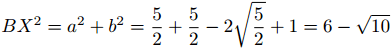 $BX^2 = a^2 + b^2 = \frac{5}{2} + \frac{5}{2} - 2\sqrt{\frac{5}{2}} + 1 = 6 - \sqrt{10}$